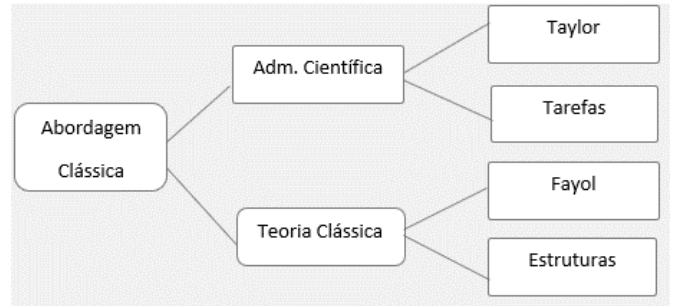 Abordagem
Clássica
Adm. Científica
Taylor
Tarefas
Teoria Clássica
Fayol
Estruturas